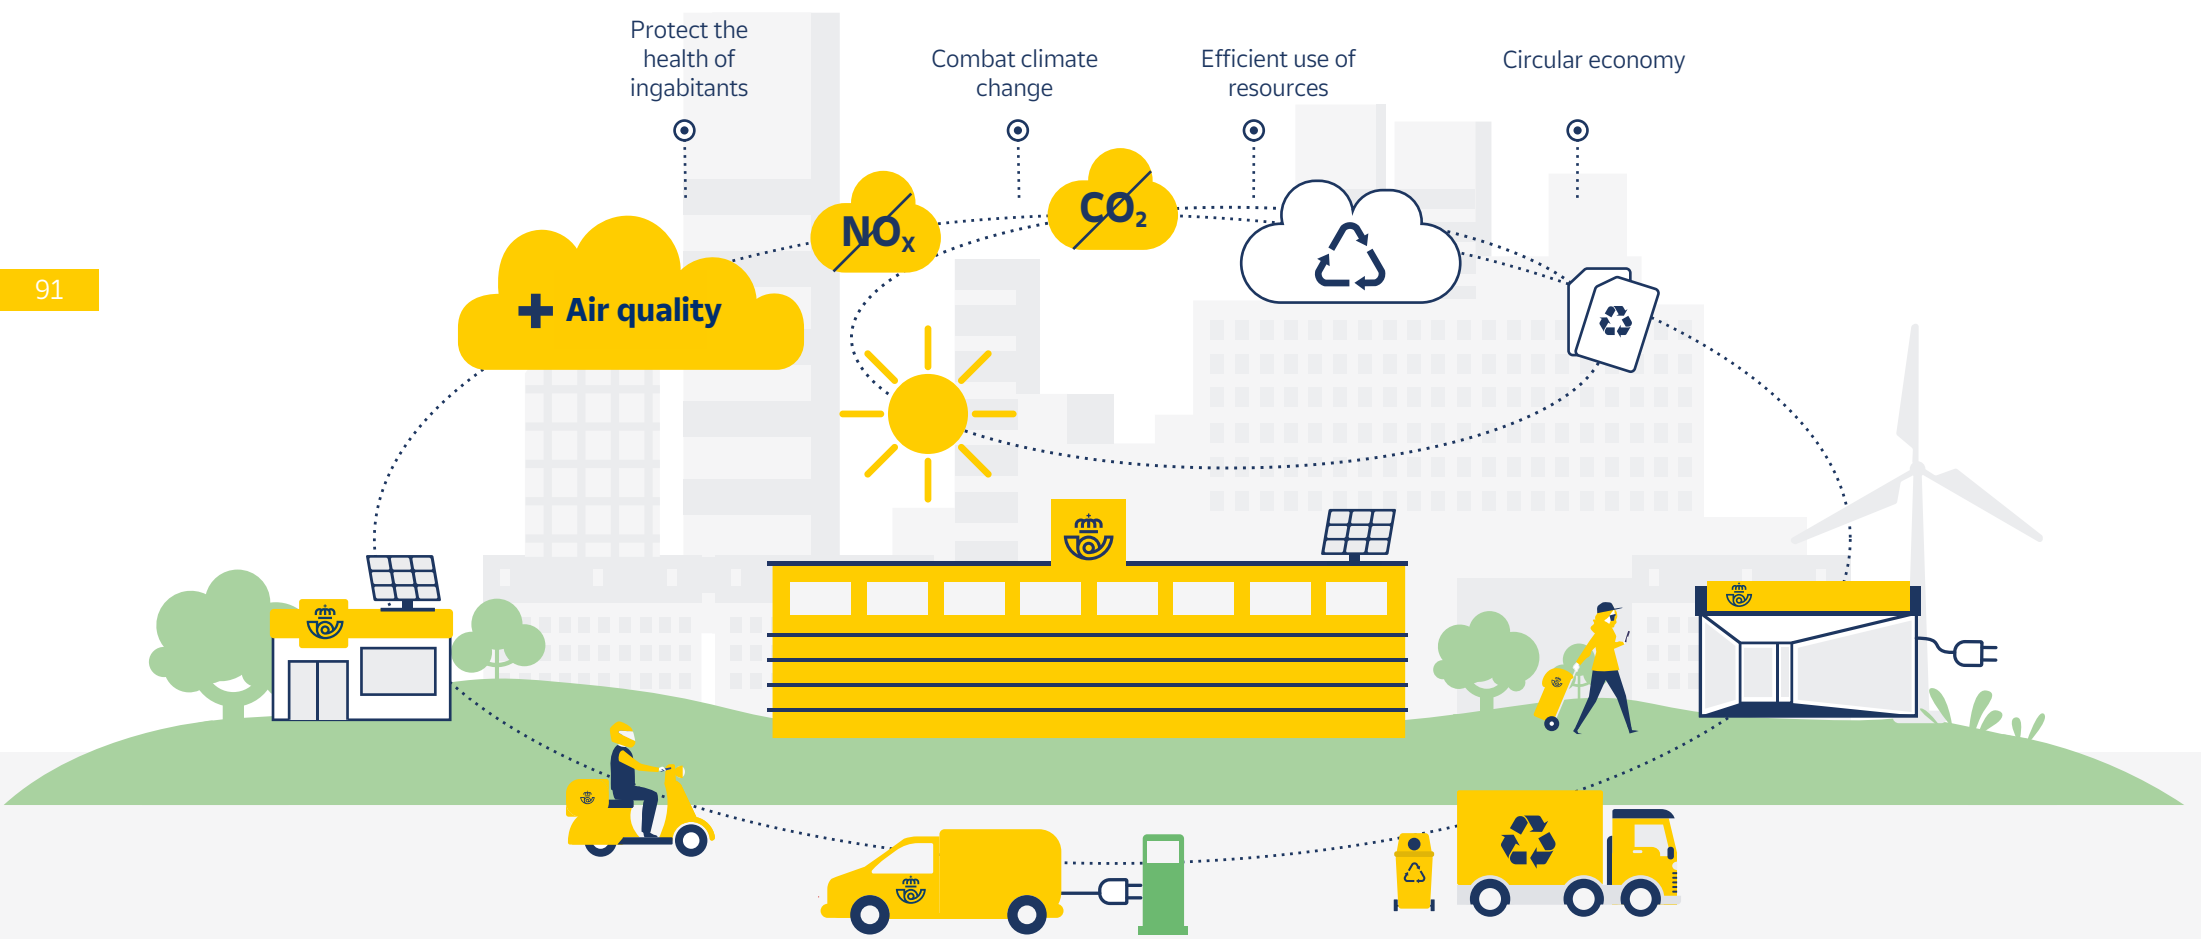 Protect the
health of
ingabitants
Combat climate
change
Efficient use of
resources
Circular economy
NOx
CO₂
+ Air quality
91